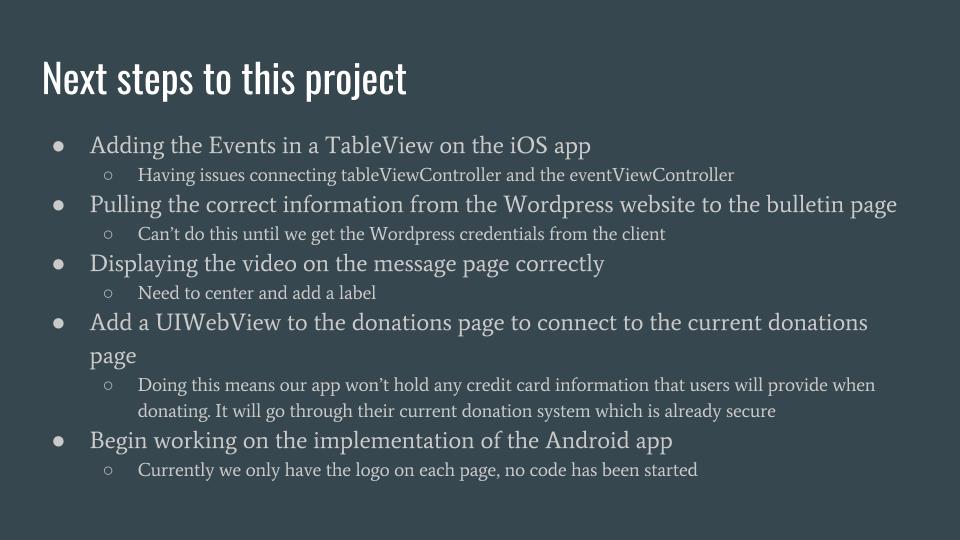 Next steps to this project
● Adding the Events in a TableView on the iOS app
○ Having issues connecting tableViewController and the eventViewController
● Pulling the correct information from the Wordpress website to the bulletin page
○ Can’t do this until we get the Wordpress credentials from the client
● Displaying the video on the message page correctly
○ Need to center and add a label
● Add a UIWebView to the donations page to connect to the current donations
page
○ Doing this means our app won’t hold any credit card information that users will provide when
donating. It will go through their current donation system which is already secure
● Begin working on the implementation of the Android app
○ Currently we only have the logo on each page, no code has been started